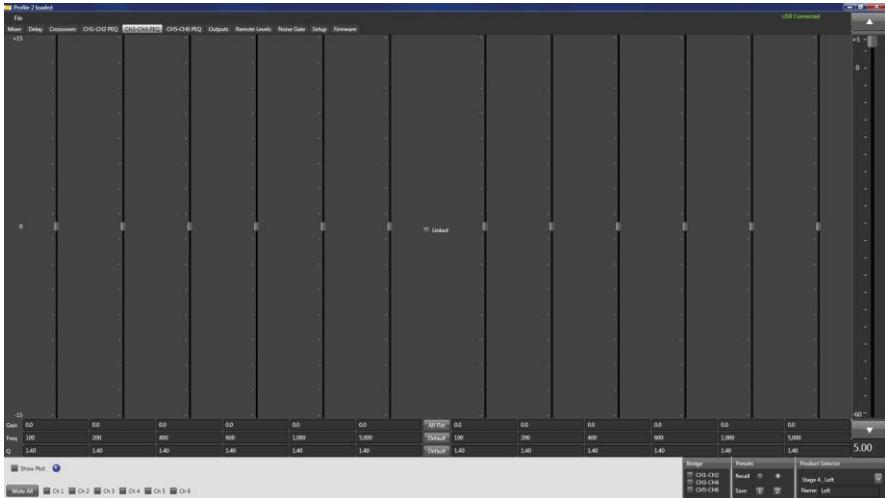 Profile 2 loaded
File
USB Connected
Mixer Delay Crossovers CH1-CH2 PEQ CH3-CH4 PEQ CH5-CH6 PEQ Outputs Remote Levels Noise Gate Setup Firmware
+15
+5
0
0
Linked
-15
-60
Gain 0.0 0.0 0.0 0.0 0.0 0.0 All Flat 0.0 0.0 0.0 0.0 0.0 0.0
Freq 100 200 400 600 1,000 5,000 Default 100 200 400 600 1,000 5,000
Q 1.40 1.40 1.40 1.40 1.40 1.40 Default 1.40 1.40 1.40 1.40 1.40 1.40
5.00
Show Plot
Mute All Ch 1 Ch 2 Ch 3 Ch 4 Ch 5 Ch 6
Bridge
CH1-CH2
CH3-CH4
CH5-CH6
Presets
Recall
Save 1 2
Product Selector
Stage 4 , Left
Name: Left